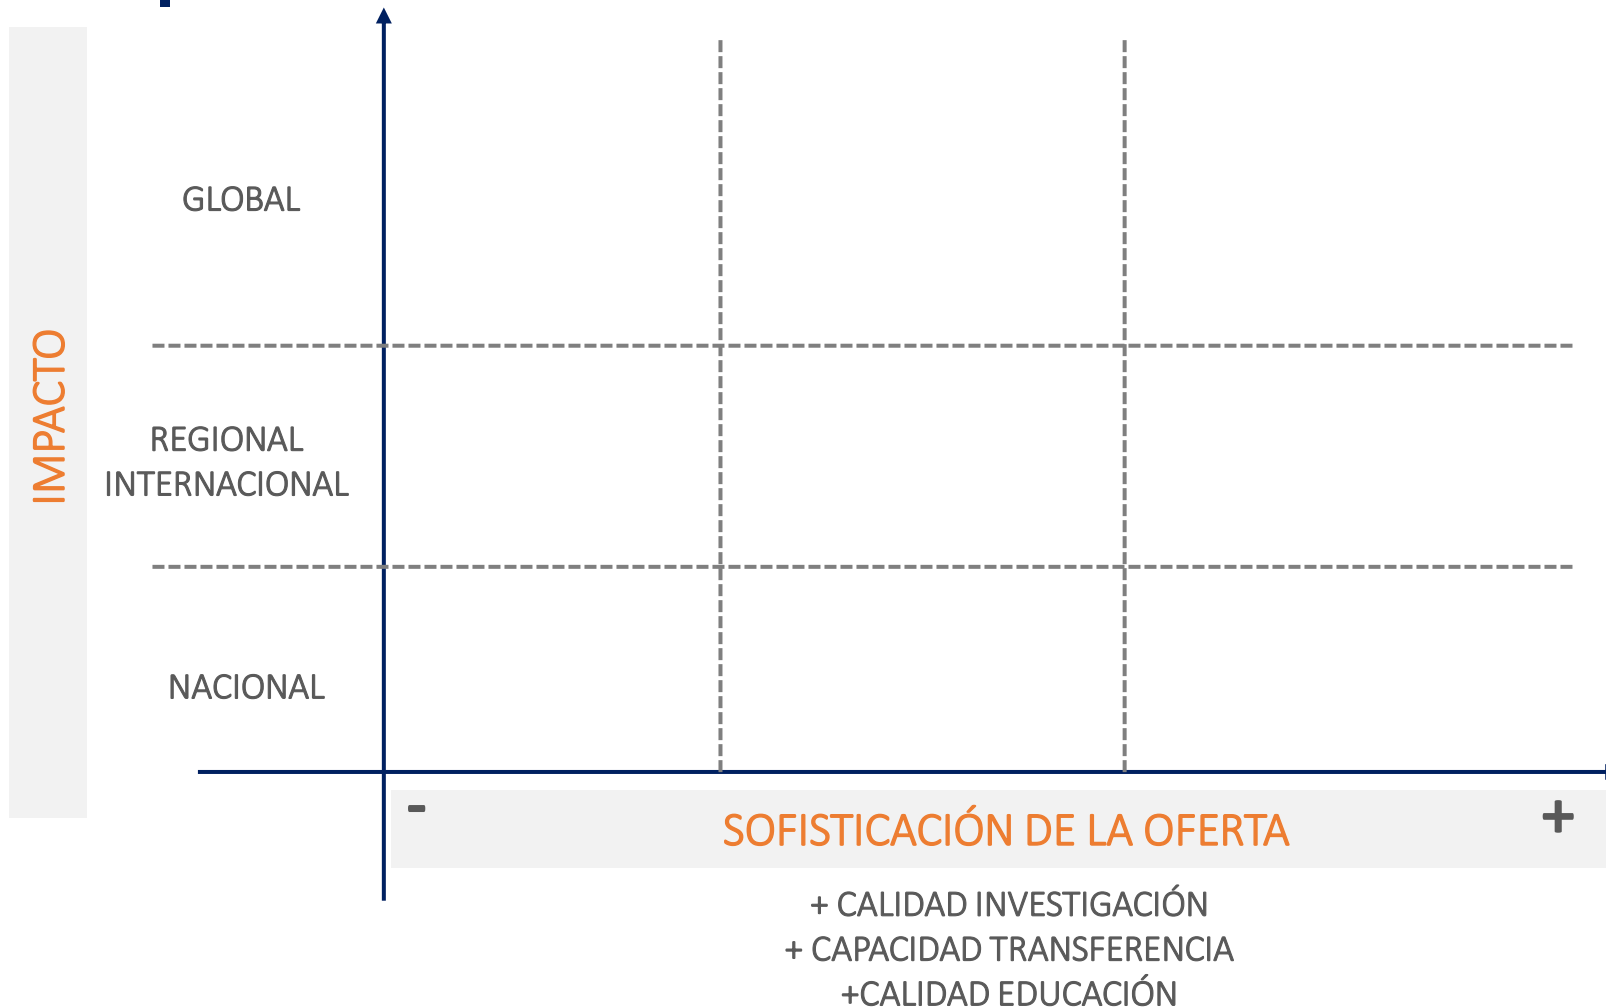 GLOBAL
IMPACTO
REGIONAL
INTERNACIONAL
NACIONAL
-
SOFISTICACIÓN DE LA OFERTA
+
+ CALIDAD INVESTIGACIÓN
+ CAPACIDAD TRANSFERENCIA
+CALIDAD EDUCACIÓN